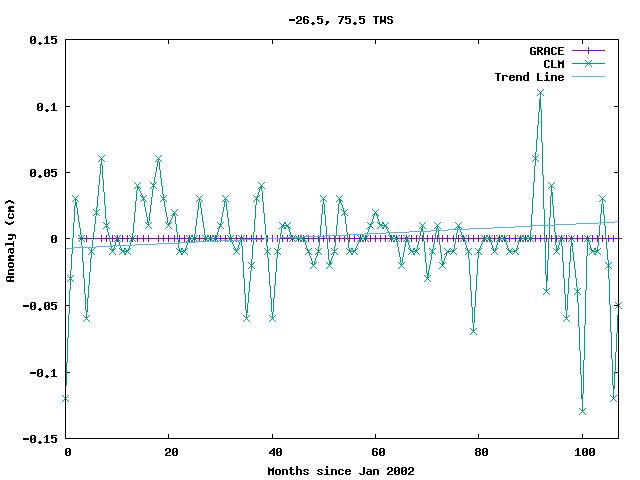 -26.5, 75.5 TWS
GRACE
CLM
Trend Line
0.15
0.1
0.05
0
-0.05
-0.1
-0.15
Anomaly (cm)
0 20 40 60 80 100
Months since Jan 2002